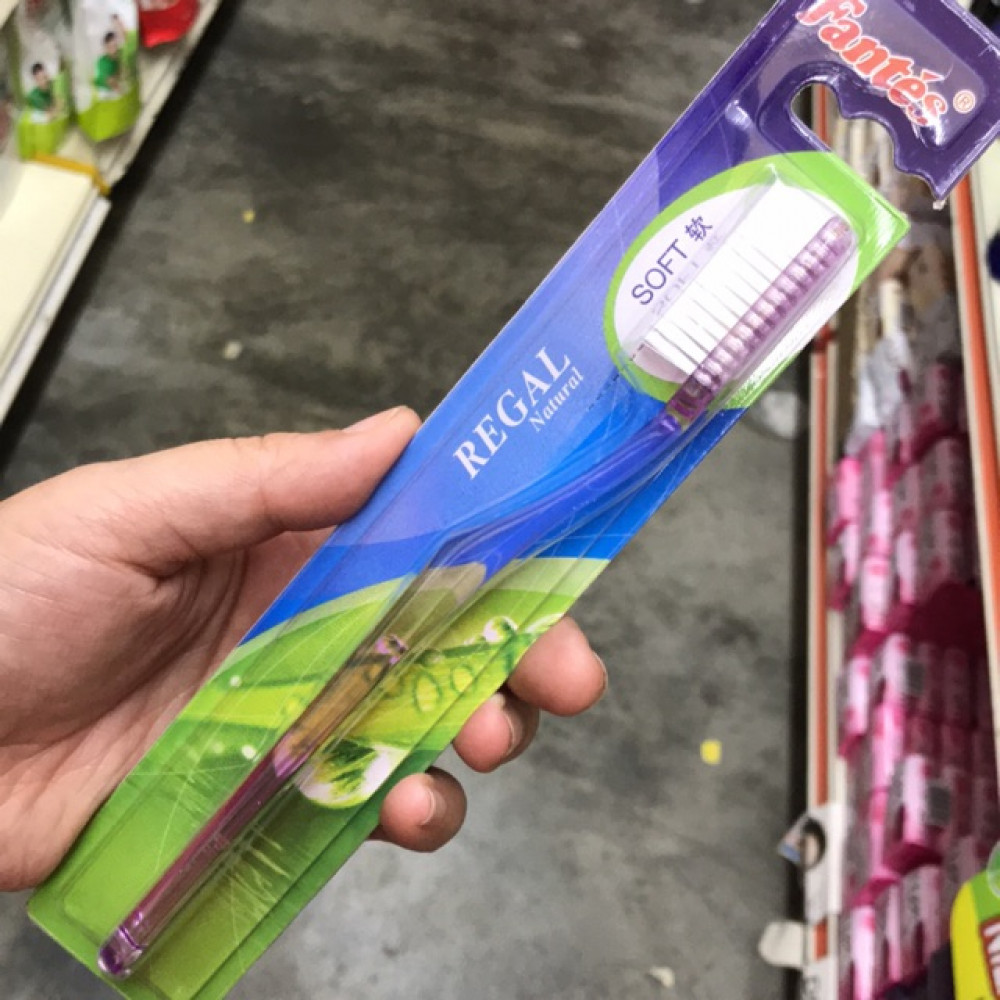 Fantés®
SOFT 软
REGAL
Natural